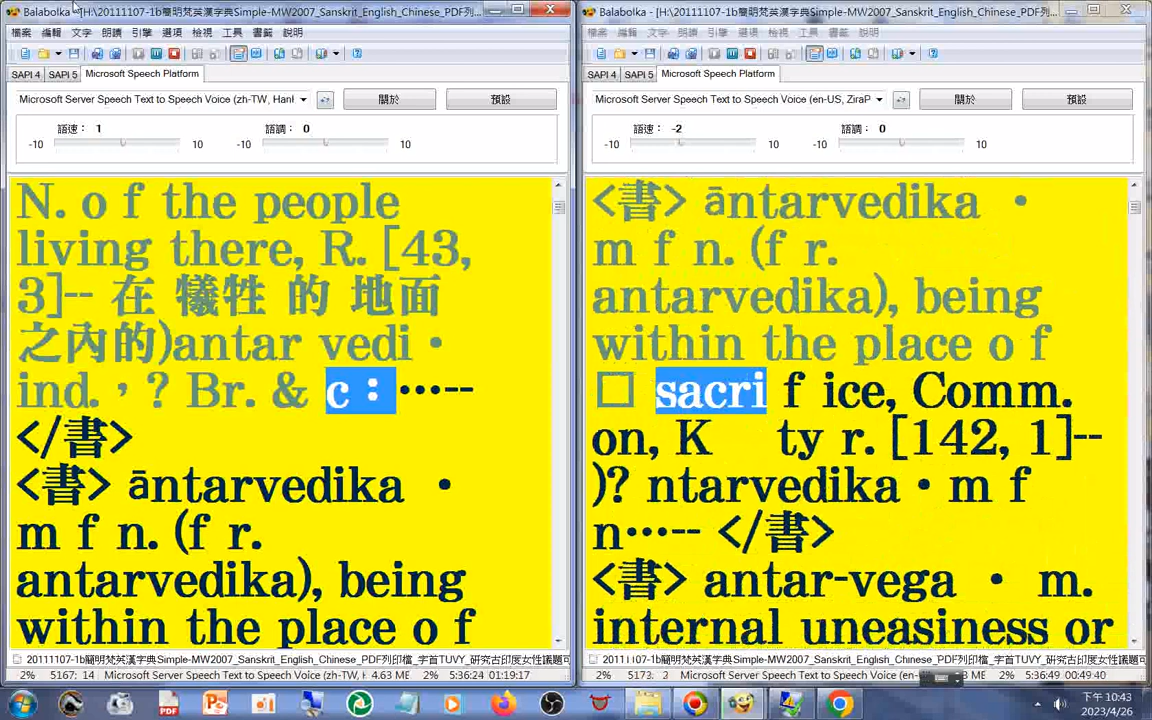 Balabolka - [H:\20111107-1b簡明梵英漢字典Simple-MW2007_Sanskrit_English_Chinese_PDF列...
檔案 編輯 文字 朗讀 引擎 選項 檢視 工具 書籤 說明
SAPI 4 SAPI 5 Microsoft Speech Platform
Microsoft Server Speech Text to Speech Voice (zh-TW, Hanl 關於 預設
語速： 1 語調： 0
-10 10 -10 10
N. o f the people
living there, R. [43,
3]-- 在 犧牲 的 地面
之內的)antar vedi •
ind. ，? Br. & c：…--
</書>
<書> āntarvedika •
m f n. (f r.
antarvedika), being
within the place o f
20111107-1b簡明梵英漢字典Simple-MW2007_Sanskrit_English_Chinese_PDF列印檔_字首TUVY_研究古印度女性議題可
2% 5167; 14 Microsoft Server Speech Text to Speech Voice (zh-TW, H 4.63 ME 2% 5:36:24 01:19:17
Balabolka - [H:\20111107-1b簡明梵英漢字典Simple-MW2007_Sanskrit_English_Chinese_PDF列印...
檔案 編輯 文字 朗讀 引擎 選項 檢視 工具 書籤 說明
SAPI 4 SAPI 5 Microsoft Speech Platform
Microsoft Server Speech Text to Speech Voice (en-US, ZiraP 關於 預設
語速： -2 語調： 0
-10 10 -10 10
<書> āntarvedika •
m f n. (f r.
antarvedika), being
within the place o f
□ sacri f ice, Comm.
on, K ty r. [142, 1]--
)? ntarvedika • m f
n…-- </書>
<書> antar-vega • m.
internal uneasiness or
20111107-1b簡明梵英漢字典Simple-MW2007_Sanskrit_English_Chinese_PDF列印檔_字首TUVY_研究古印度女性議題可
2% 5173; 2 Microsoft Server Speech Text to Speech Voice 2% 5:36:49 00:49:40
下午 10:43
2023/4/26